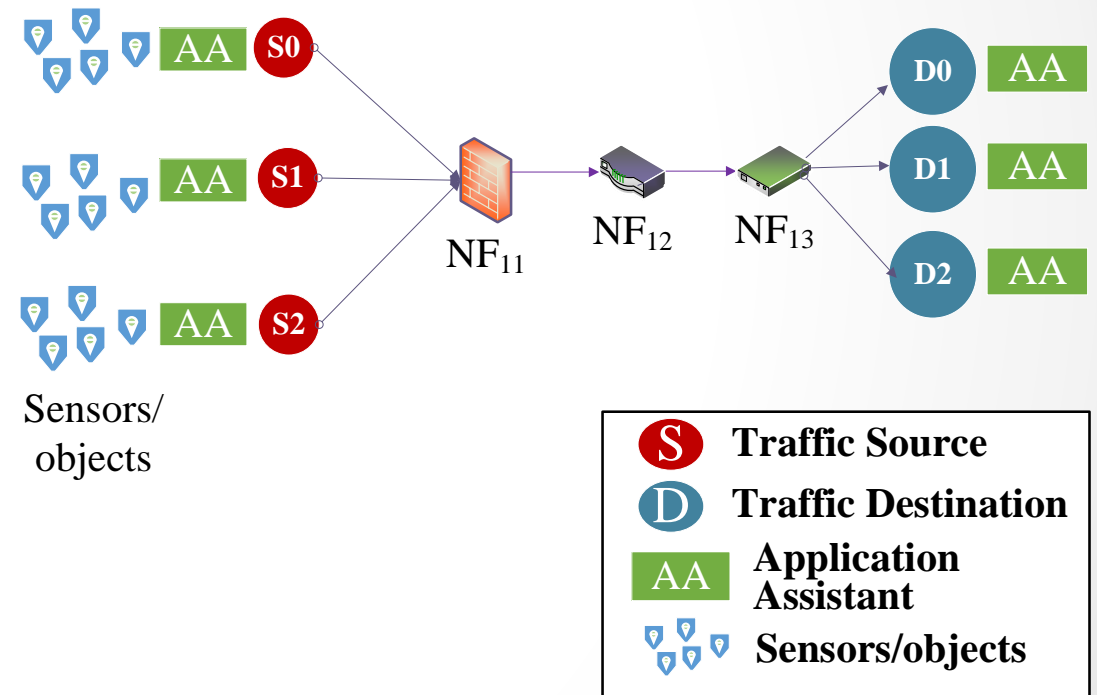 AA S0
D0 AA
AA S1
D1 AA
NF₁₁
NF₁₂
NF₁₃
AA S2
D2 AA
Sensors/
objects
S Traffic Source
D Traffic Destination
AA Application
Assistant
Sensors/objects